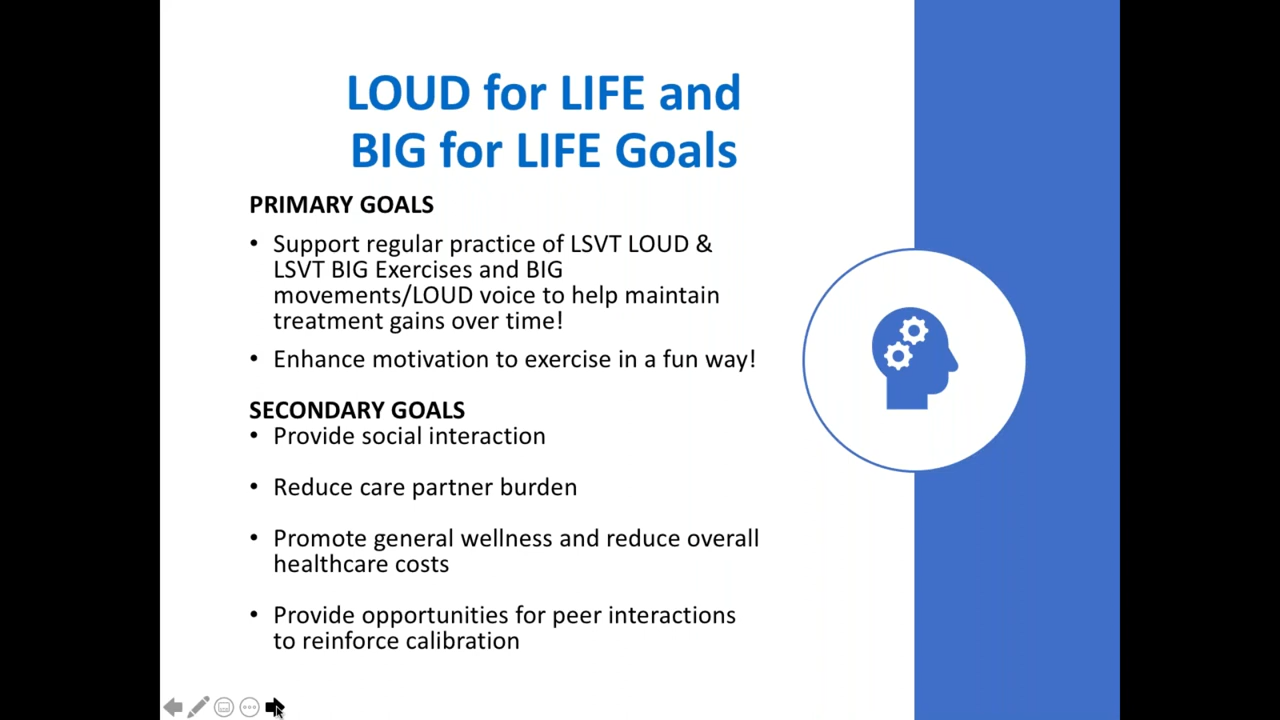 LOUD for LIFE and
BIG for LIFE Goals
PRIMARY GOALS
• Support regular practice of LSVT LOUD &
LSVT BIG Exercises and BIG
movements/LOUD voice to help maintain
treatment gains over time!
• Enhance motivation to exercise in a fun way!
SECONDARY GOALS
• Provide social interaction
• Reduce care partner burden
• Promote general wellness and reduce overall
healthcare costs
• Provide opportunities for peer interactions
to reinforce calibration